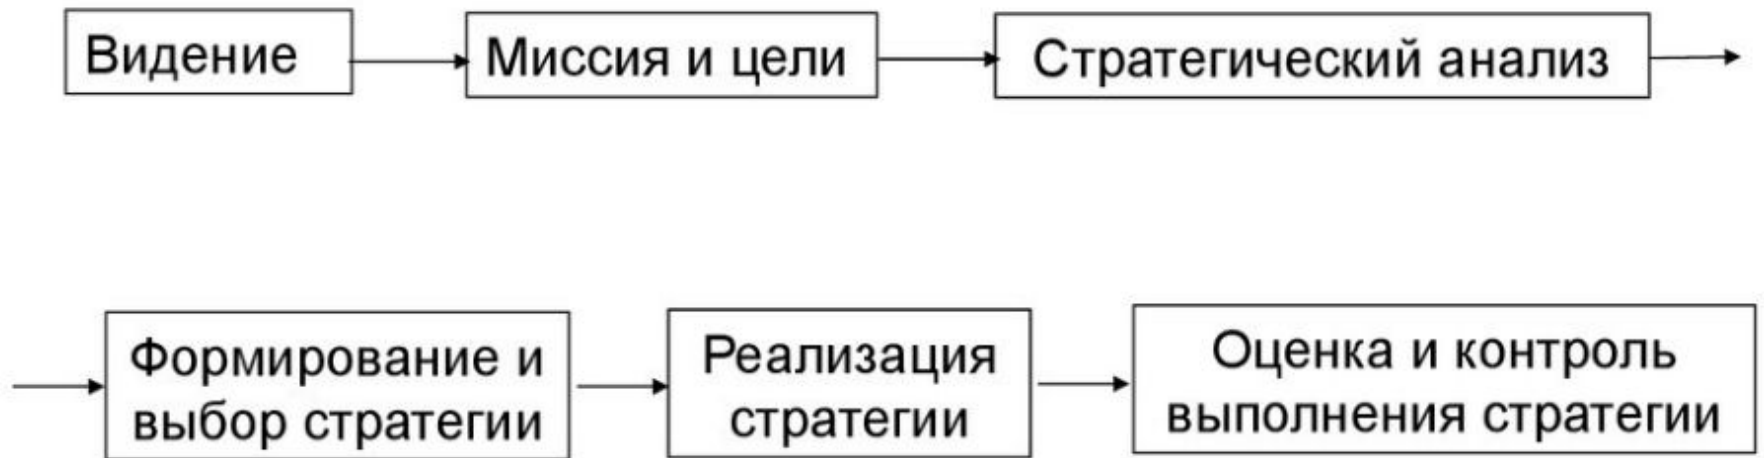 Видение
Миссия и цели
Стратегический анализ
Формирование и
выбор стратегии
Реализация
стратегии
Оценка и контроль
выполнения стратегии